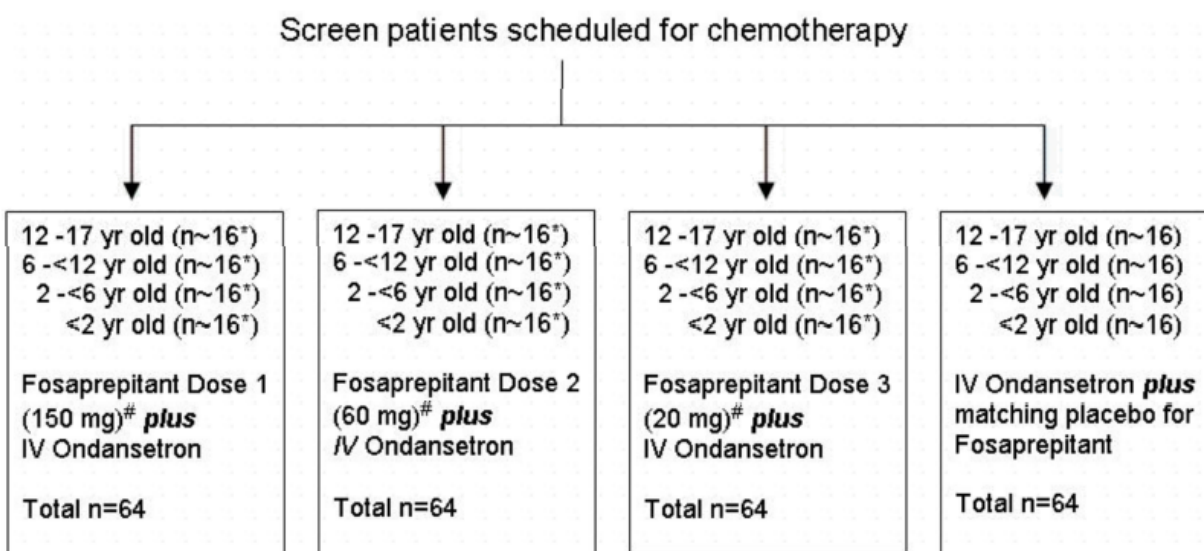 Screen patients scheduled for chemotherapy
12 -17 yr old (n~16*)
6 -<12 yr old (n~16*)
2 -<6 yr old (n~16*)
<2 yr old (n~16*)
Fosaprepitant Dose 1
(150 mg)# plus
IV Ondansetron
Total n=64
12 -17 yr old (n~16*)
6 -<12 yr old (n~16*)
2 -<6 yr old (n~16*)
<2 yr old (n~16*)
Fosaprepitant Dose 2
(60 mg)# plus
IV Ondansetron
Total n=64
12 -17 yr old (n~16*)
6 -<12 yr old (n~16*)
2 -<6 yr old (n~16*)
<2 yr old (n~16*)
Fosaprepitant Dose 3
(20 mg)# plus
IV Ondansetron
Total n=64
12 -17 yr old (n~16)
6 -<12 yr old (n~16)
2 -<6 yr old (n~16)
<2 yr old (n~16)
IV Ondansetron plus
matching placebo for
Fosaprepitant
Total n=64